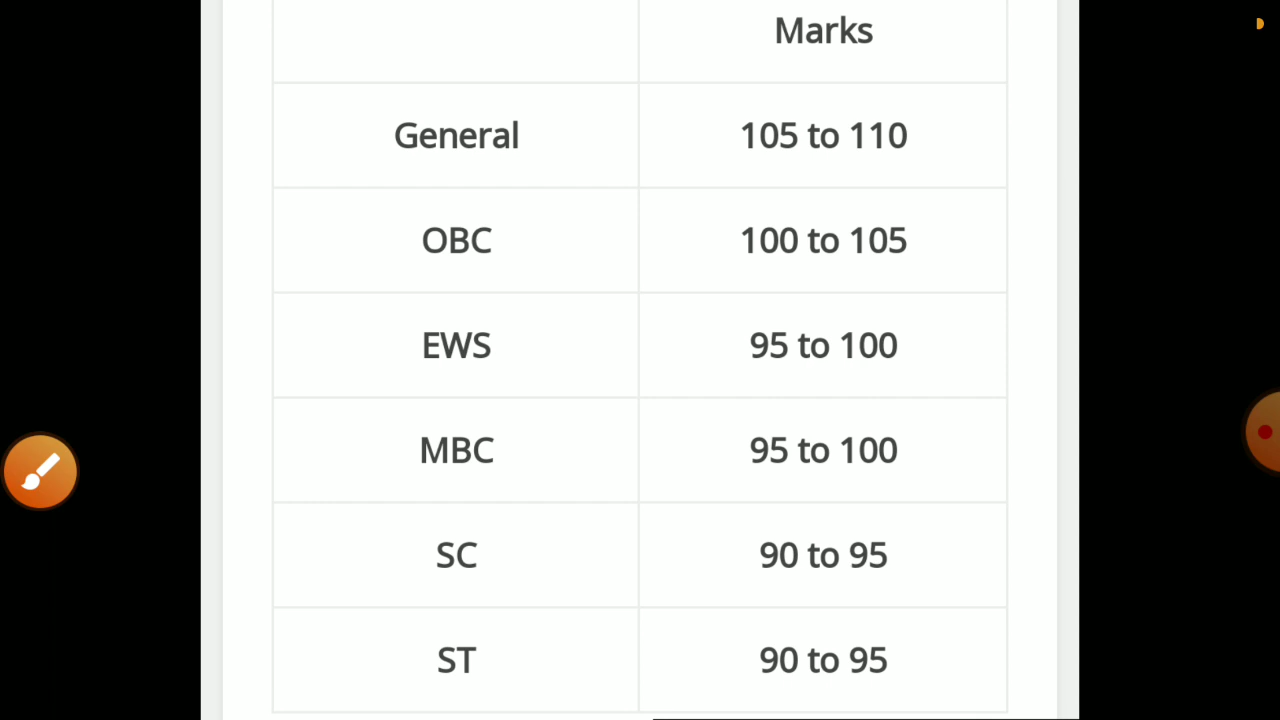 Marks
General 105 to 110
OBC 100 to 105
EWS 95 to 100
MBC 95 to 100
SC 90 to 95
ST 90 to 95